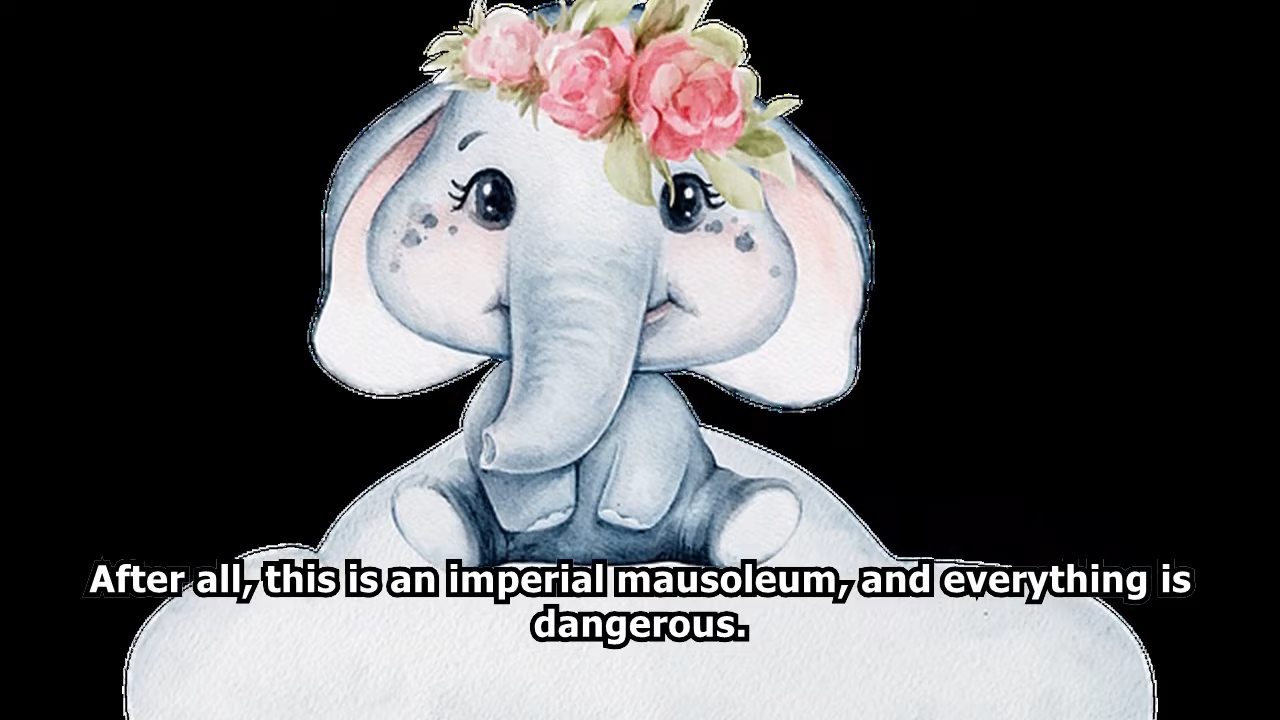 After all, this is an imperial mausoleum, and everything is
dangerous.